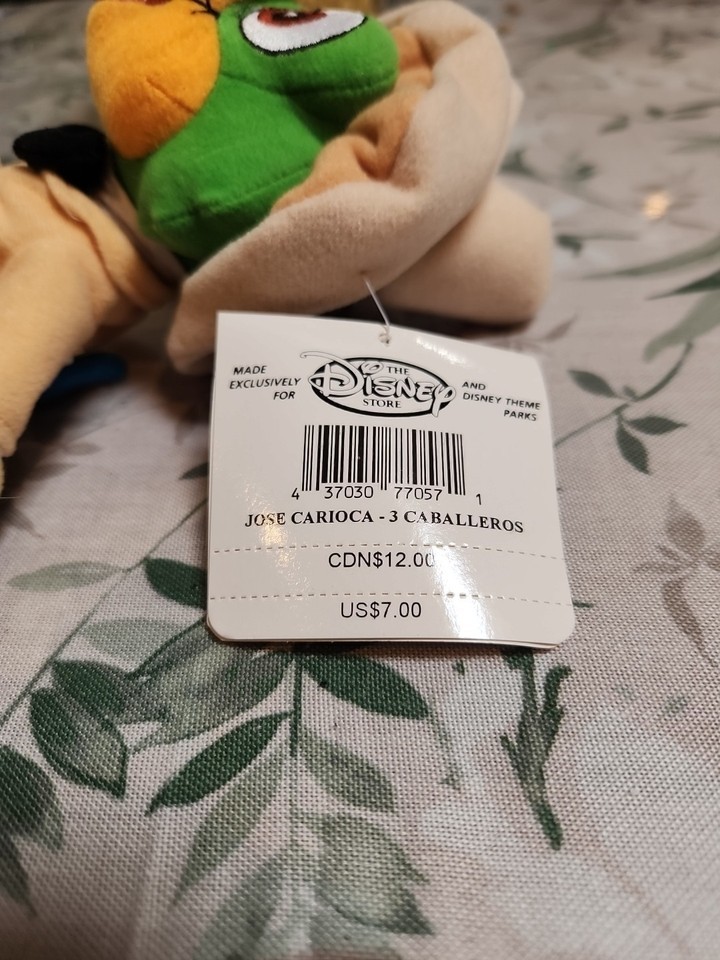 MADE
EXCLUSIVELY
FOR
THE
DISNEY
STORE
AND
DISNEY THEME
PARKS
4 37030 77057 1
JOSE CARIOCA - 3 CABALLEROS
CDN$12.00
US$7.00